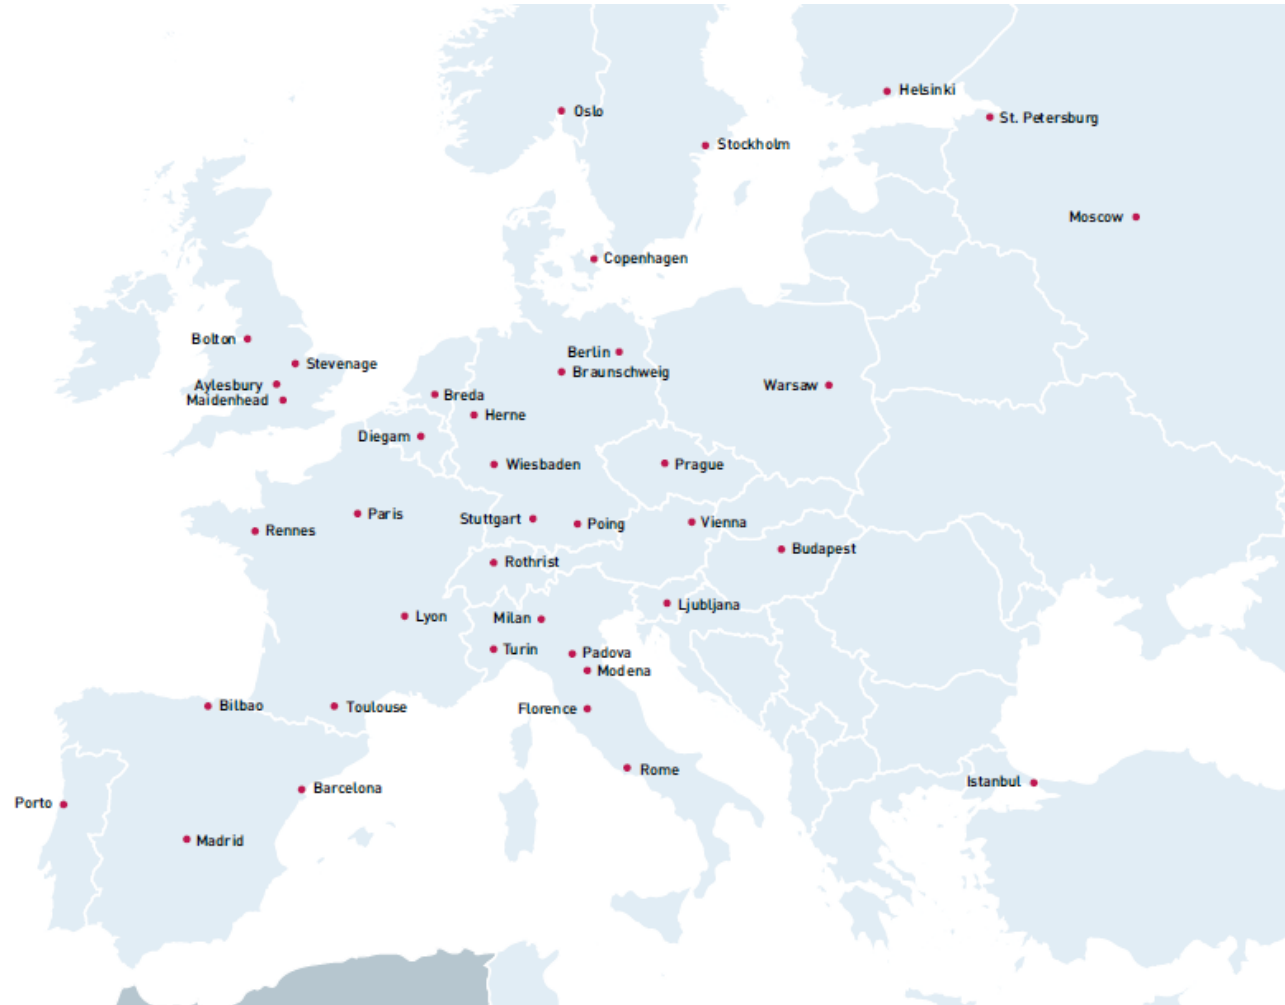 Helsinki
Oslo
St. Petersburg
Stockholm
Moscow
Copenhagen
Bolton
Berlin
Stevenage
Braunschweig
Aylesbury
Warsaw
Breda
Maidenhead
Herne
Diegam
Wiesbaden
Prague
Paris
Stuttgart
Poing
Vienna
Rennes
Budapest
Rothrist
Ljubljana
Lyon
Milan
Turin
Padova
Modena
Bilbao
Toulouse
Florence
Rome
Istanbul
Barcelona
Porto
Madrid